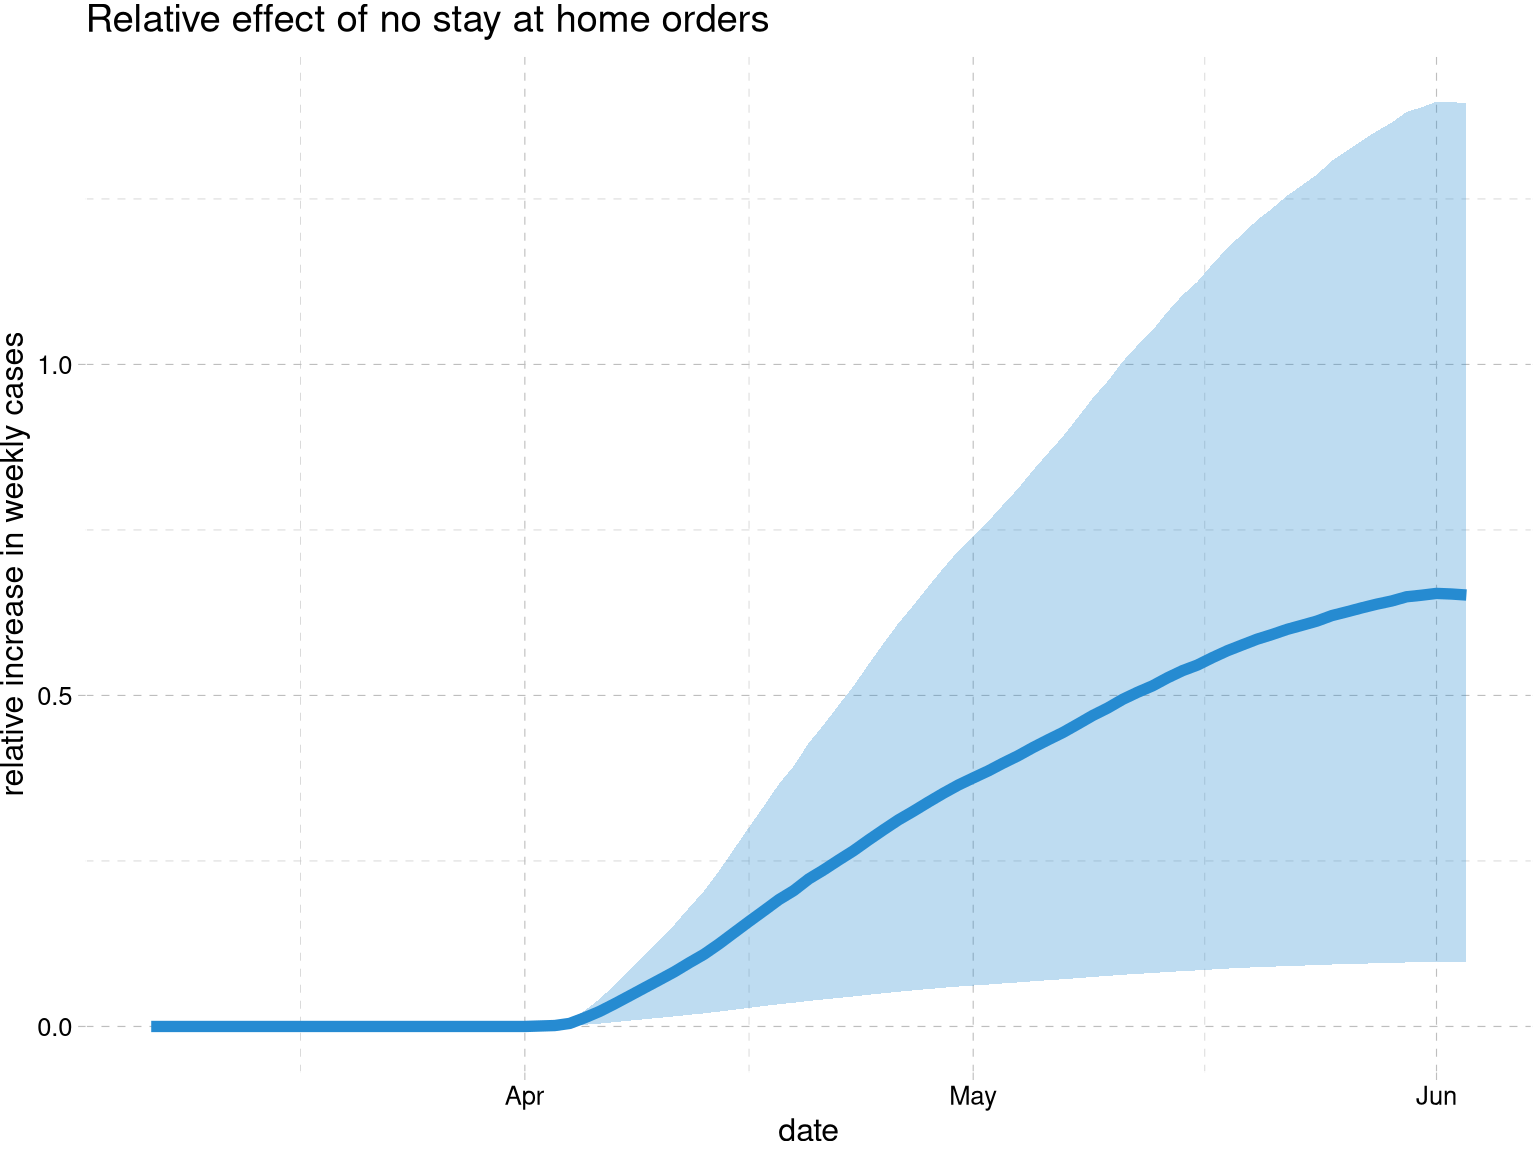 Relative effect of no stay at home orders
relative increase in weekly cases
1.0
0.5
0.0
Apr
May
Jun
date